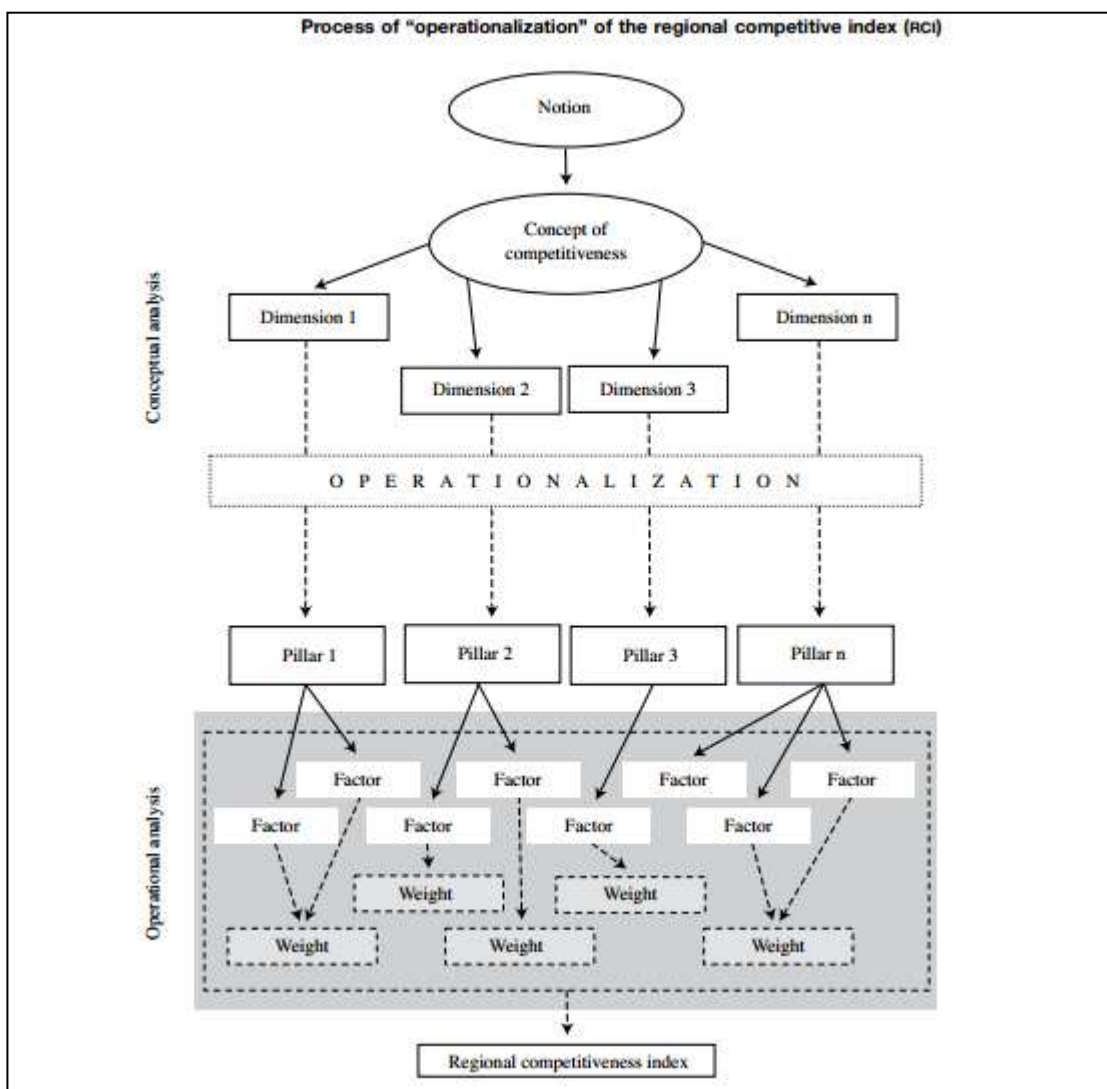 Process of “operationalization” of the regional competitive index (RCI)
Notion
Concept of
competitiveness
Conceptual analysis
Dimension 1
Dimension n
Dimension 2
Dimension 3
OPERATIONALIZATION
Pillar 1
Pillar 2
Pillar 3
Pillar n
Operational analysis
Factor
Factor
Factor
Factor
Factor
Factor
Factor
Factor
Weight
Weight
Weight
Weight
Weight
Regional competitiveness index